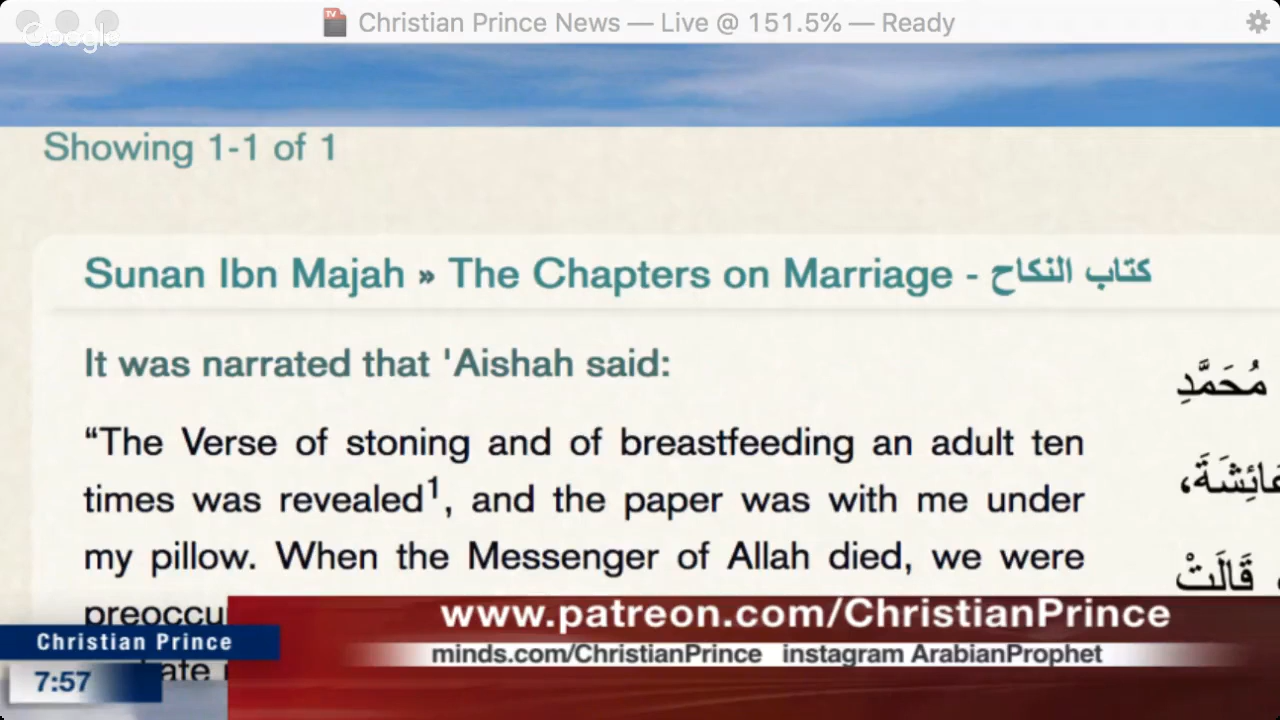 Christian Prince News — Live @ 151.5% — Ready
Google
Showing 1-1 of 1
Sunan Ibn Majah » The Chapters on Marriage - كتاب النكاح
It was narrated that 'Aishah said:
“The Verse of stoning and of breastfeeding an adult ten
times was revealed1, and the paper was with me under
my pillow. When the Messenger of Allah died, we were
مُحَمَّدِ
قَالَتْ
www.patreon.com/ChristianPrince
Christian Prince
minds.com/ChristianPrince instagram ArabianProphet
7:57